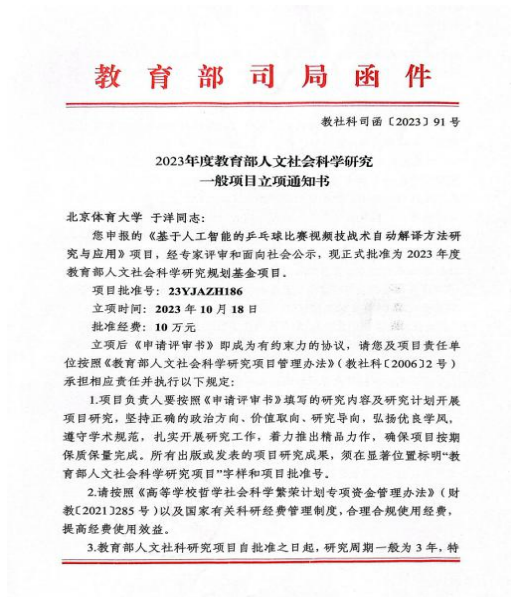 教育部司局函件
教社科司函〔2023〕91号
2023年度教育部人文社会科学研究
一般项目立项通知书
北京体育大学 于洋同志：
您申报的《基于人工智能的乒乓球比赛视频技战术自动解译方法研
究与应用》项目，经专家评审和面向社会公示，现正式批准为 2023 年度
教育部人文社会科学研究规划基金项目。
项目批准号：23YJAZH186
立项时间：2023 年 10 月 18 日
批准经费：10 万元
立项后《申请评审书》即成为有约束力的协议，请您及项目责任单
位按照《教育部人文社会科学研究项目管理办法》（教社科〔2006〕2 号）
承担相应责任并执行以下规定：
1.项目负责人要按照《申请评审书》填写的研究内容及研究计划开展
项目研究，坚持正确的政治方向、价值取向、研究导向，弘扬优良学风，
遵守学术规范，扎实开展研究工作，着力推出精品力作，确保项目按期
保质保量完成。所有出版或发表的项目研究成果，须在显著位置标明“教
育部人文社会科学研究项目”字样和项目批准号。
2.请按照《高等学校哲学社会科学繁荣计划专项资金管理办法》（财
教〔2021〕285 号）以及国家有关科研经费管理制度，合理合规使用经费，
提高经费使用效益。
3.教育部人文社科研究项目自批准之日起，研究周期一般为 3 年，特